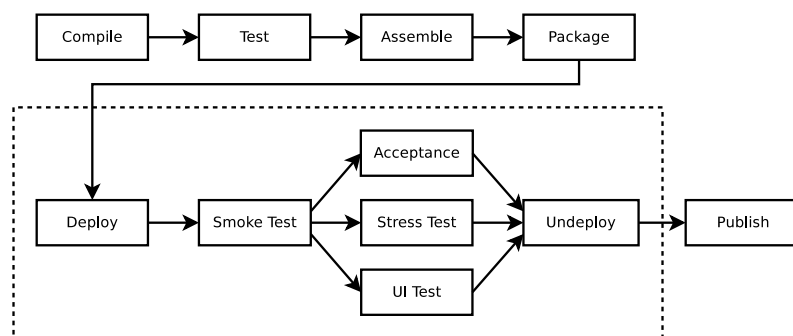 Compile
Test
Assemble
Package
Acceptance
Deploy
Smoke Test
Stress Test
Undeploy
Publish
UI Test